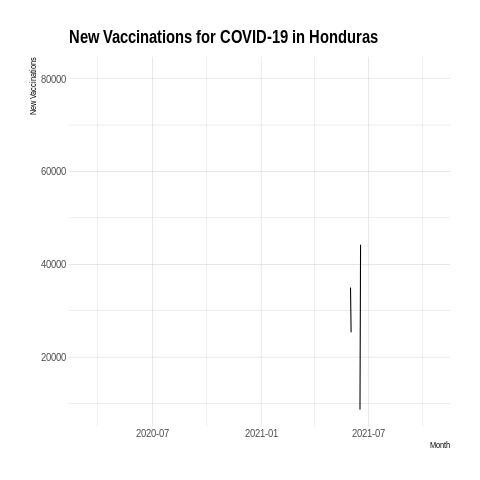 New Vaccinations for COVID-19 in Honduras
New Vaccinations
80000
60000
40000
20000
2020-07 2021-01 2021-07
Month